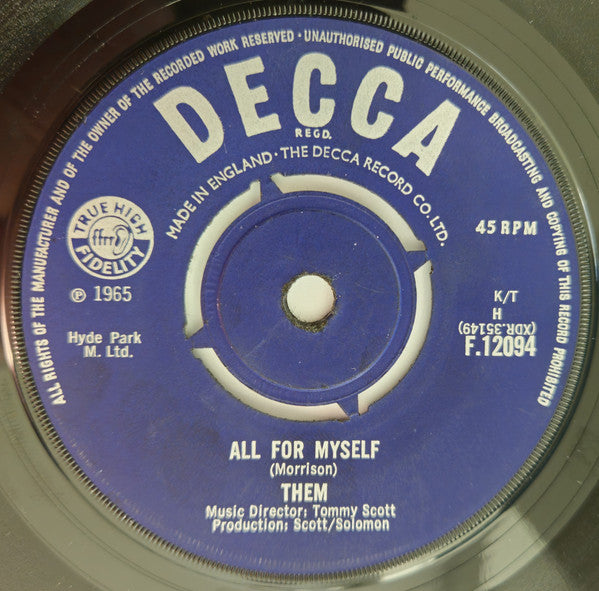 ALL RIGHTS OF THE MANUFACTURER AND OF THE OWNER OF THE RECORDED WORK RESERVED · UNAUTHORISED PUBLIC PERFORMANCE BROADCASTING AND COPYING OF THIS RECORD PROHIBITED
DECCA
REGD.
MADE IN ENGLAND · THE DECCA RECORD CO. LTD.
TRUE HIGH
ffrr
FIDELITY
℗ 1965
Hyde Park
M. Ltd.
45 RPM
K/T
H
(XDR.35149)
F.12094
ALL FOR MYSELF
(Morrison)
THEM
Music Director: Tommy Scott
Production: Scott/Solomon